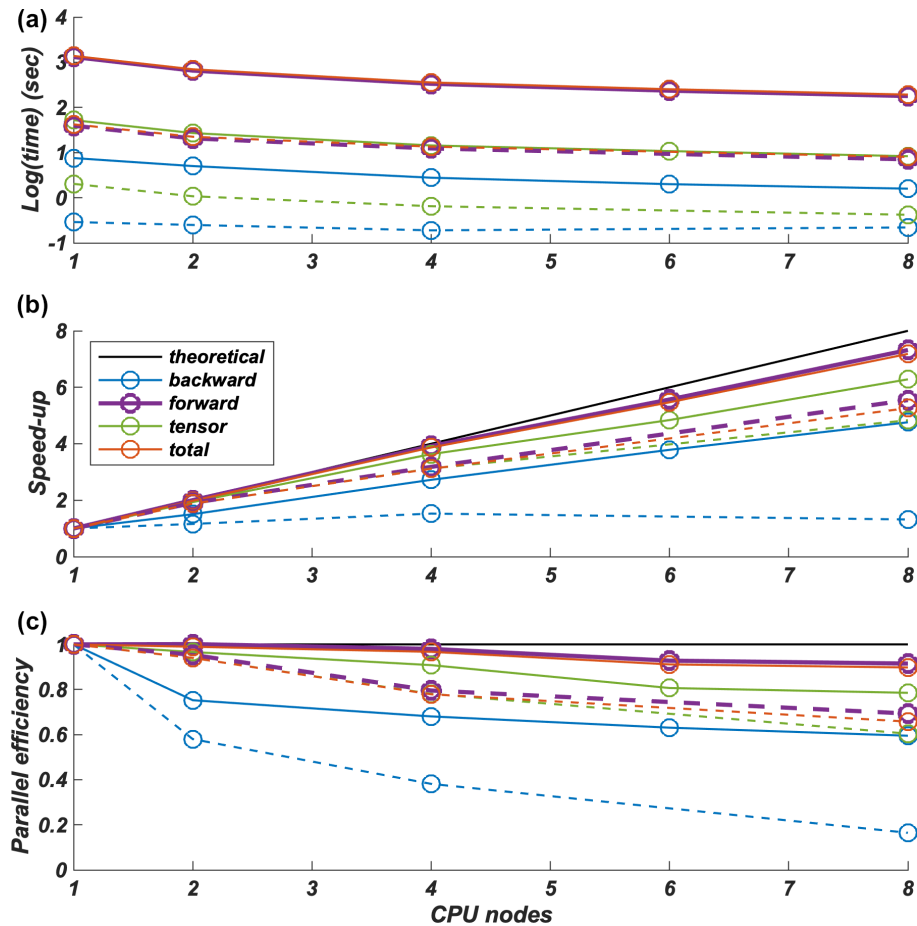 (a)
Log(time) (sec)
4
3
2
1
0
-1
1 2 3 4 5 6 7 8
(b)
Speed-up
8
6
4
2
0
theoretical
backward
forward
tensor
total
1 2 3 4 5 6 7 8
(c)
Parallel efficiency
1
0.8
0.6
0.4
0.2
0
1 2 3 4 5 6 7 8
CPU nodes